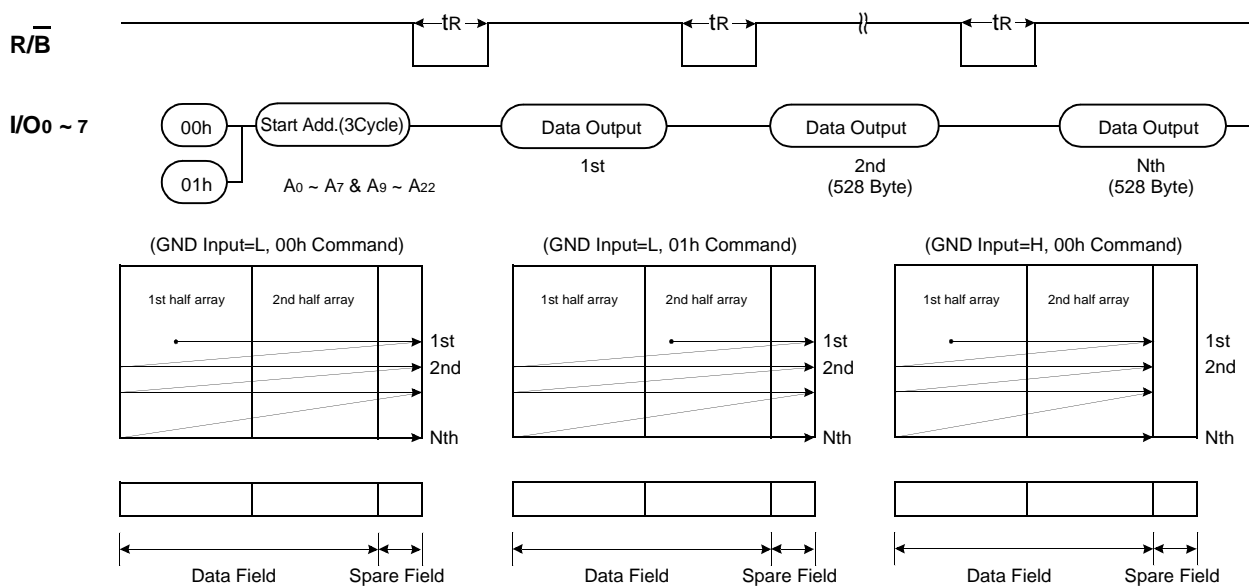 R/B
tR
tR
tR
I/O0 ~ 7
00h
Start Add.(3Cycle)
Data Output
Data Output
Data Output
01h
A0 ~ A7 & A9 ~ A22
1st
2nd
(528 Byte)
Nth
(528 Byte)
(GND Input=L, 00h Command)
1st half array
2nd half array
1st
2nd
Nth
Data Field
Spare Field
(GND Input=L, 01h Command)
1st half array
2nd half array
1st
2nd
Nth
Data Field
Spare Field
(GND Input=H, 00h Command)
1st half array
2nd half array
1st
2nd
Nth
Data Field
Spare Field